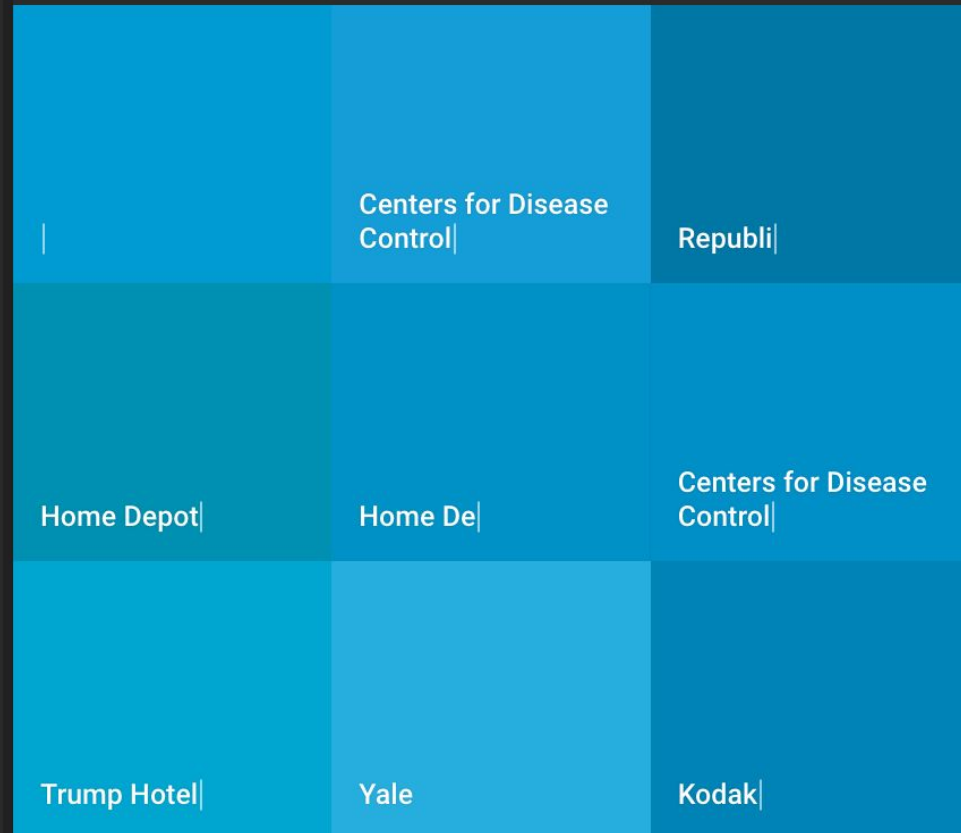 Centers for Disease
Control
Republi
Home Depot
Home De
Centers for Disease
Control
Trump Hotel
Yale
Kodak